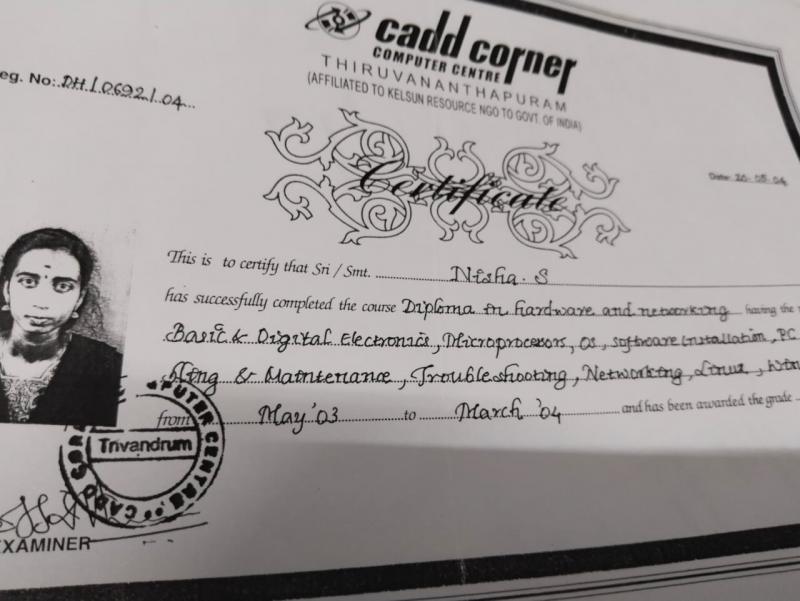 cadd corner
COMPUTER CENTRE
THIRUVANANTHAPURAM
(AFFILIATED TO KELSUN RESOURCE NGO TO GOVT. OF INDIA)
eg. No: DH/0692/04
Date: 20-05-04
Certificate
This is to certify that Sri / Smt. Nisha. S
has successfully completed the course Diploma in hardware and networking having the
Basic & Digital Electronics, Microprocessors, OS, Software installation, PC
& Maintenance, Troubleshooting, Networking, Linux,
from May '03 to March '04 and has been awarded the grade
Trivandrum
EXAMINER